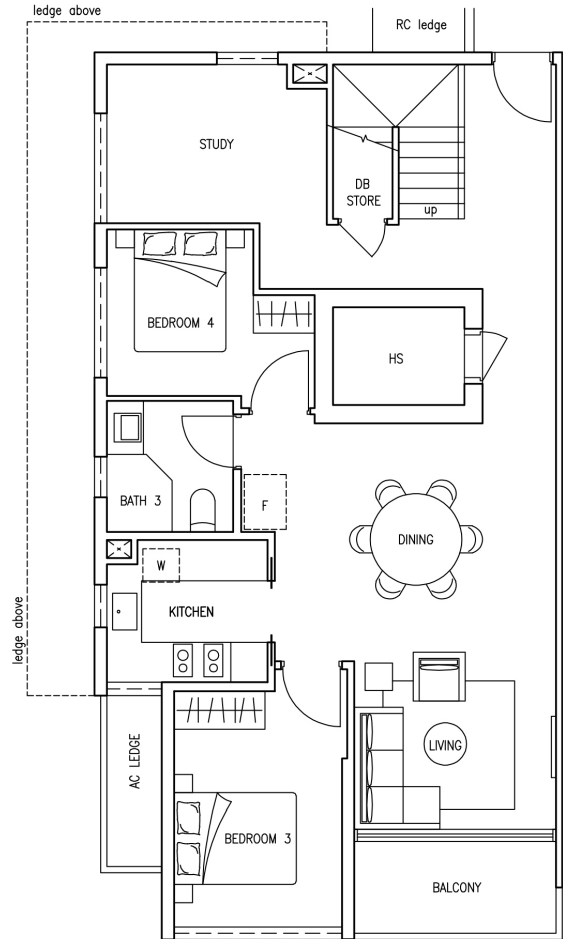 ledge above
RC ledge
STUDY
DB
STORE
up
BEDROOM 4
HS
BATH 3
F
DINING
W
KITCHEN
ledge above
LIVING
AC LEDGE
BEDROOM 3
BALCONY